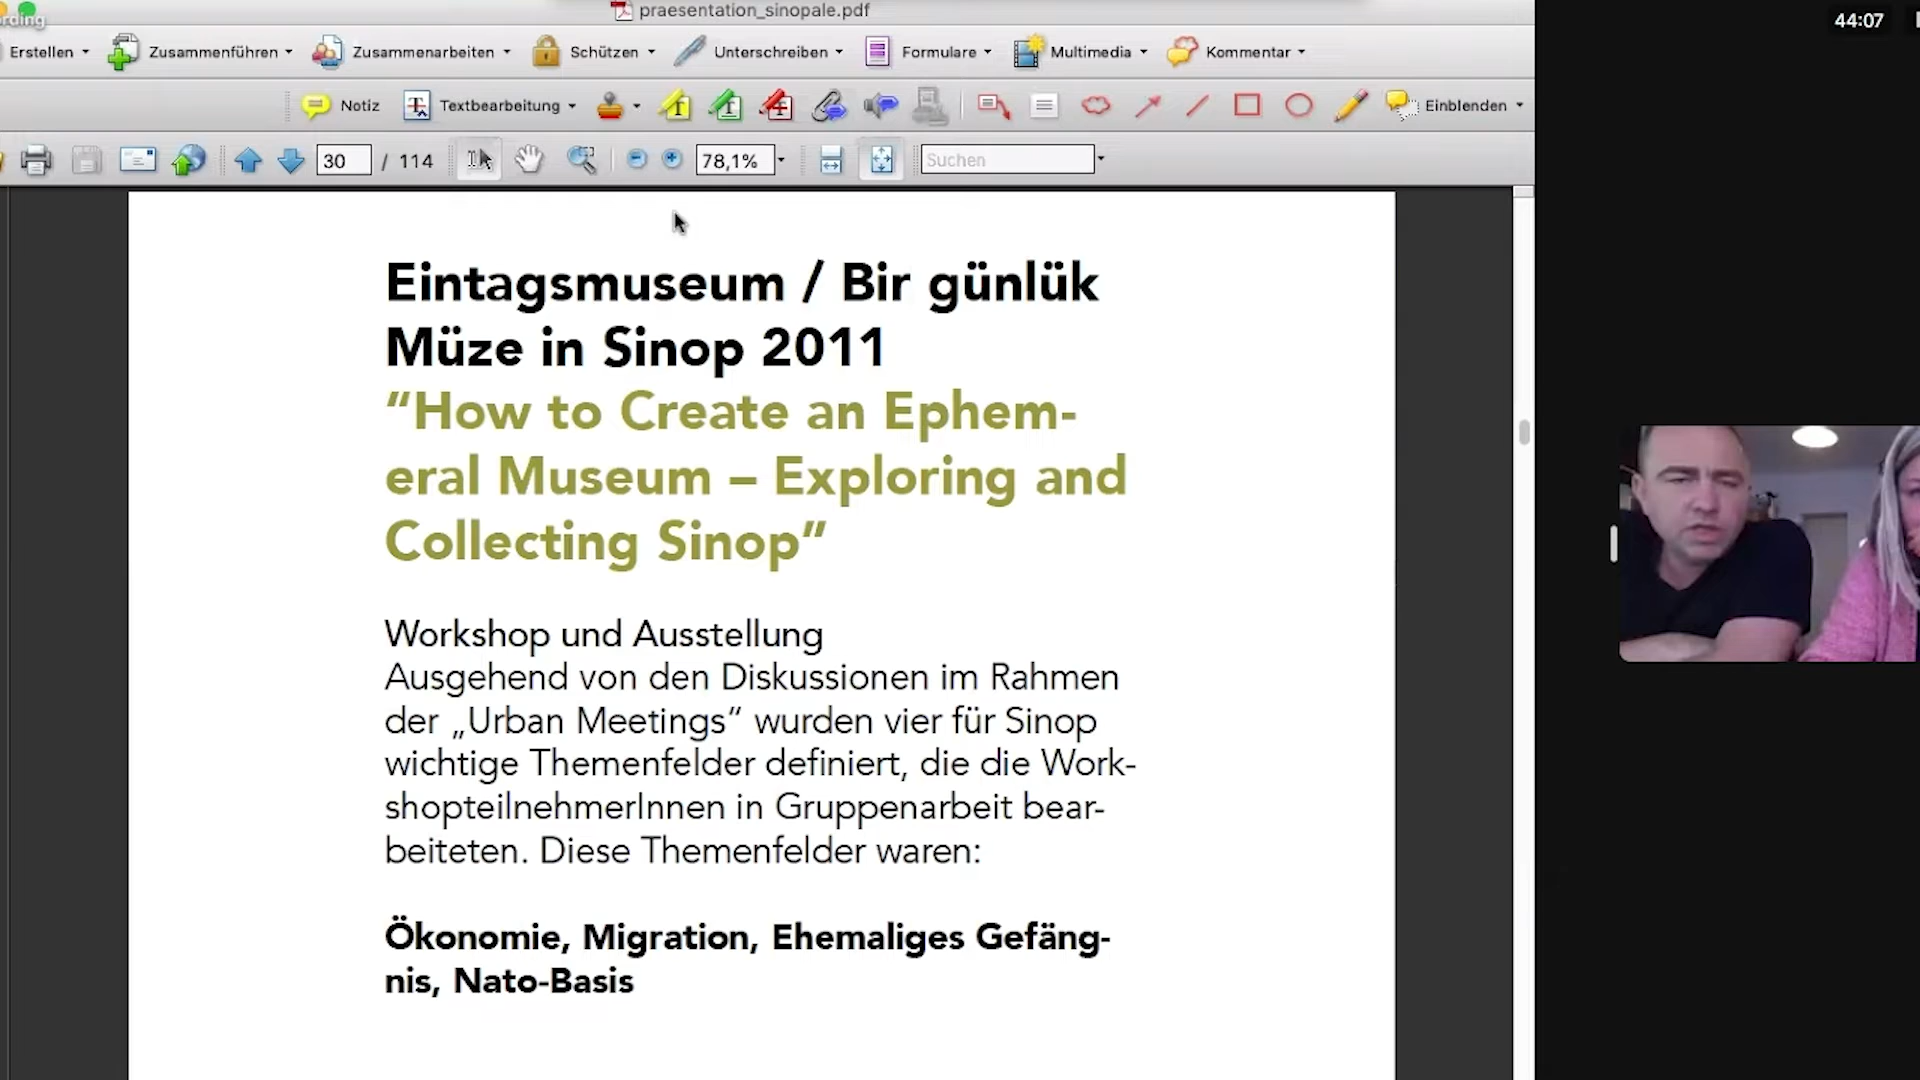 praesentation_sinopale.pdf
44:07
Erstellen
Zusammenführen
Zusammenarbeiten
Schützen
Unterschreiben
Formulare
Multimedia
Kommentar
Notiz
Textbearbeitung
Einblenden
30 / 114
78,1%
Suchen
Eintagsmuseum / Bir günlük
Müze in Sinop 2011
“How to Create an Ephem-
eral Museum – Exploring and
Collecting Sinop”
Workshop und Ausstellung
Ausgehend von den Diskussionen im Rahmen
der „Urban Meetings“ wurden vier für Sinop
wichtige Themenfelder definiert, die die Work-
shopteilnehmerInnen in Gruppenarbeit bear-
beiteten. Diese Themenfelder waren:
Ökonomie, Migration, Ehemaliges Gefäng-
nis, Nato-Basis